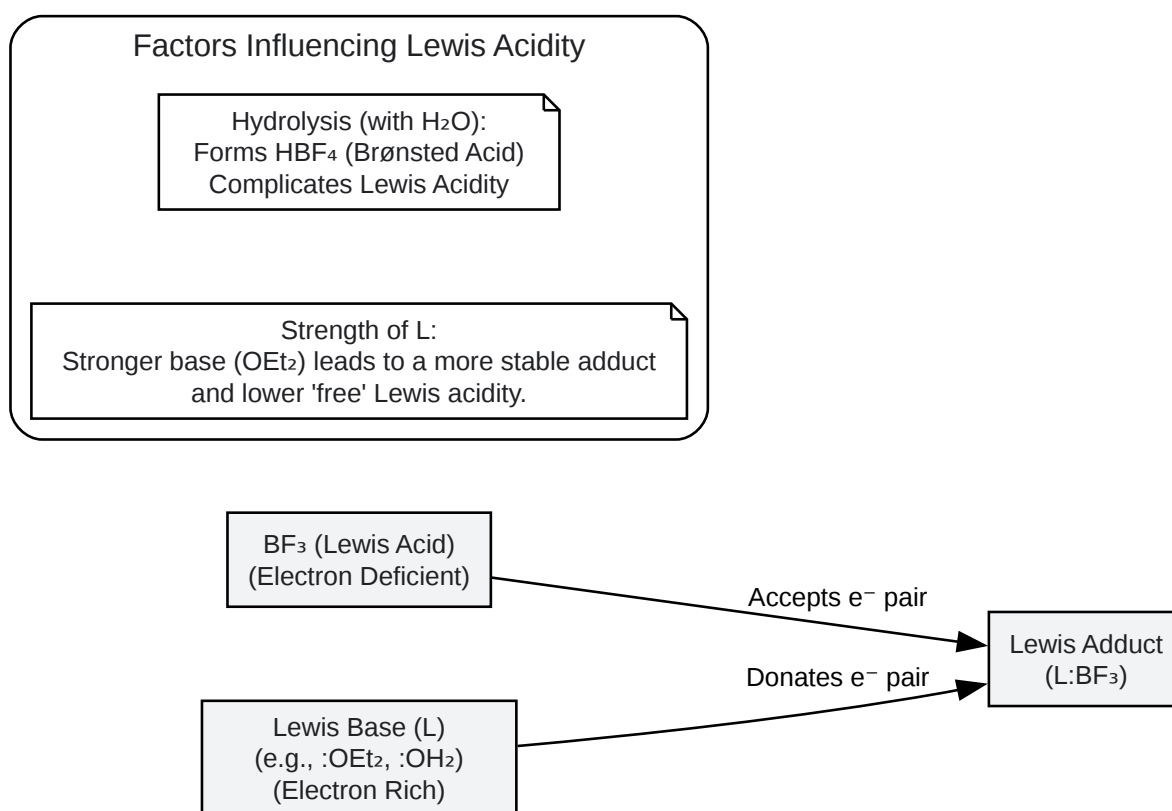 Factors Influencing Lewis Acidity
Hydrolysis (with H₂O):
Forms HBF₄ (Brønsted Acid)
Complicates Lewis Acidity
Strength of L:
Stronger base (OEt₂) leads to a more stable adduct
and lower 'free' Lewis acidity.
BF₃ (Lewis Acid)
(Electron Deficient)
Accepts e⁻ pair
Lewis Adduct
(L:BF₃)
Donates e⁻ pair
Lewis Base (L)
(e.g., :OEt₂, :OH₂)
(Electron Rich)